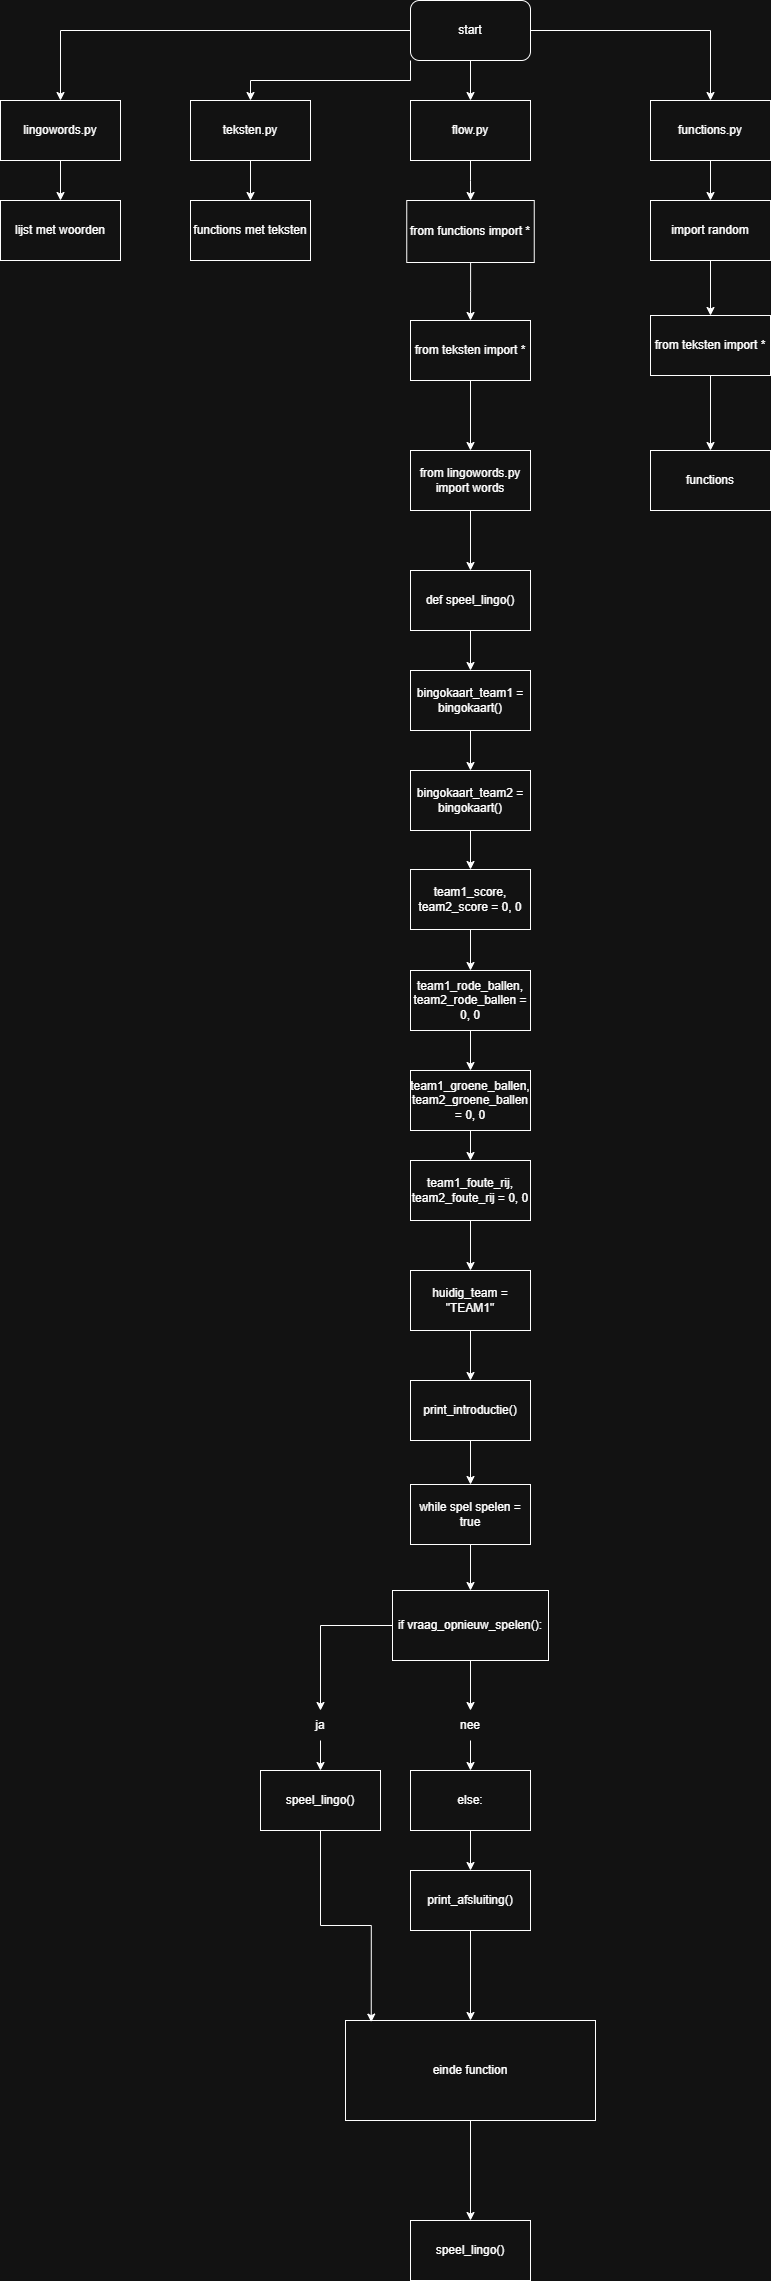 start
lingowords.py
teksten.py
flow.py
functions.py
lijst met woorden
functions met teksten
from functions import *
import random
from teksten import *
from teksten import *
from lingowords.py
import words
functions
def speel_lingo()
bingokaart_team1 =
bingokaart()
bingokaart_team2 =
bingokaart()
team1_score,
team2_score = 0, 0
team1_rode_ballen,
team2_rode_ballen =
0, 0
team1_groene_ballen,
team2_groene_ballen
= 0, 0
team1_foute_rij,
team2_foute_rij = 0, 0
huidig_team =
"TEAM1"
print_introductie()
while spel spelen =
true
if vraag_opnieuw_spelen():
ja
nee
speel_lingo()
else:
print_afsluiting()
einde function
speel_lingo()